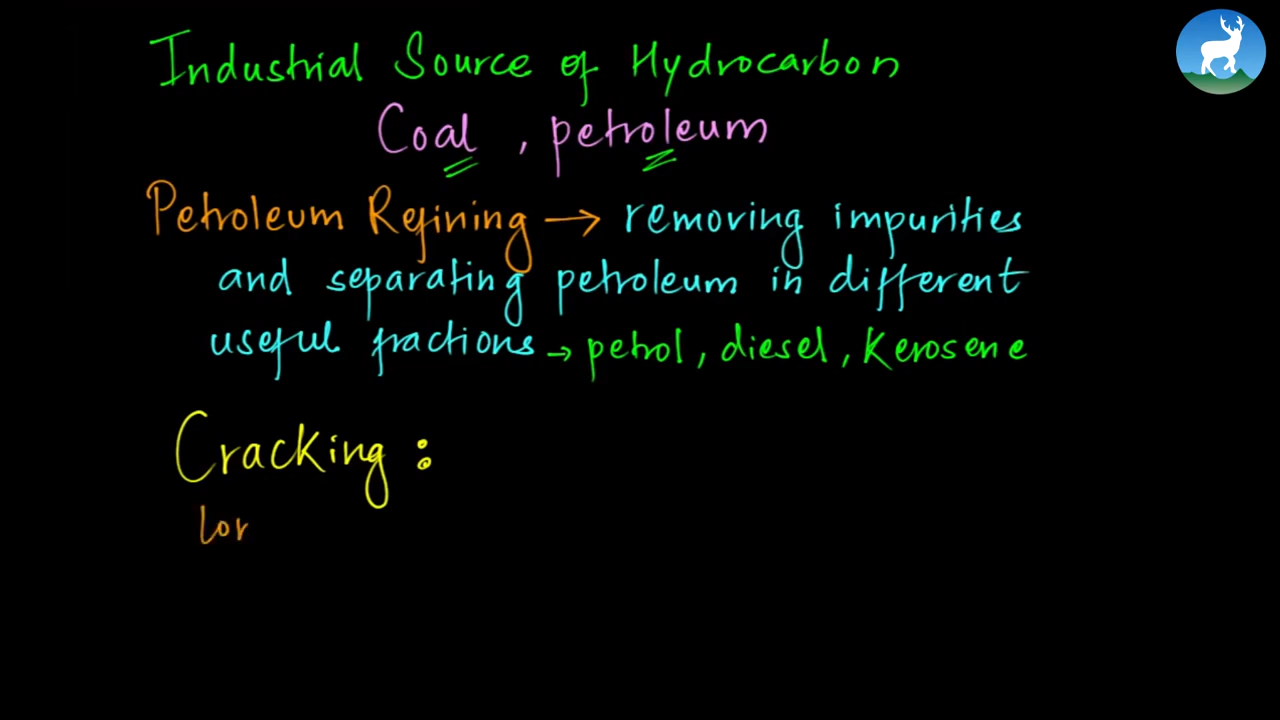 Industrial Source of Hydrocarbon
Coal , petroleum
Petroleum Refining → removing impurities
and separating petroleum in different
useful fractions → petrol, diesel, Kerosene
Cracking :
lor